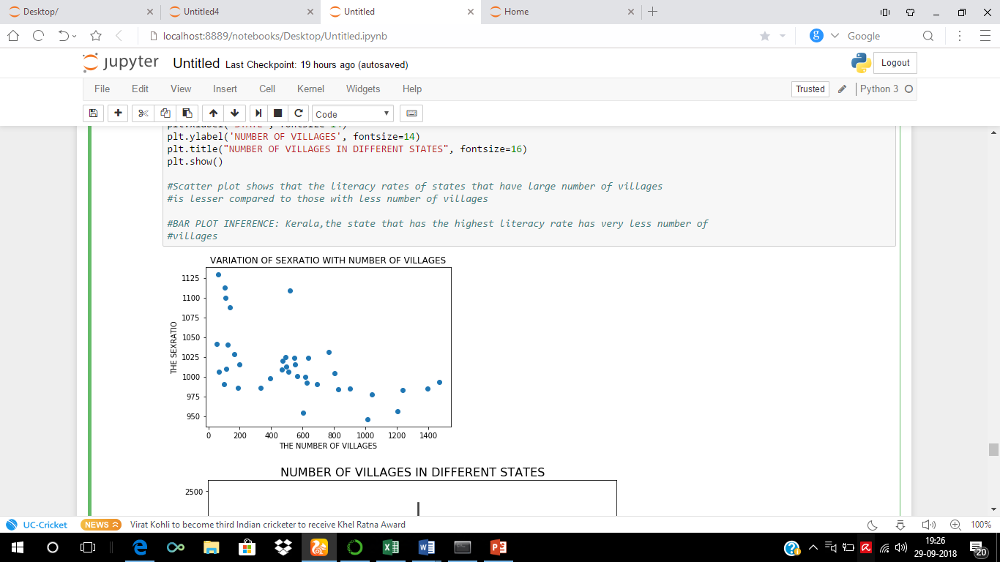 Desktop/
Untitled4
Untitled
Home
localhost:8889/notebooks/Desktop/Untitled.ipynb
g
Google
jupyter Untitled Last Checkpoint: 19 hours ago (autosaved)
Logout
File Edit View Insert Cell Kernel Widgets Help
Trusted
Python 3
Code
plt.xlabel('STATE', fontsize=14)
plt.ylabel('NUMBER OF VILLAGES', fontsize=14)
plt.title("NUMBER OF VILLAGES IN DIFFERENT STATES", fontsize=16)
plt.show()
#Scatter plot shows that the literacy rates of states that have large number of villages
#is lesser compared to those with less number of villages
#BAR PLOT INFERENCE: Kerala,the state that has the highest literacy rate has very less number of
#villages
VARIATION OF SEXRATIO WITH NUMBER OF VILLAGES
1125
1100
1075
1050
1025
1000
975
950
THE SEXRATIO
0 200 400 600 800 1000 1200 1400
THE NUMBER OF VILLAGES
NUMBER OF VILLAGES IN DIFFERENT STATES
2500
UC-Cricket
NEWS
Virat Kohli to become third Indian cricketer to receive Khel Ratna Award
100%
19:26
29-09-2018
20